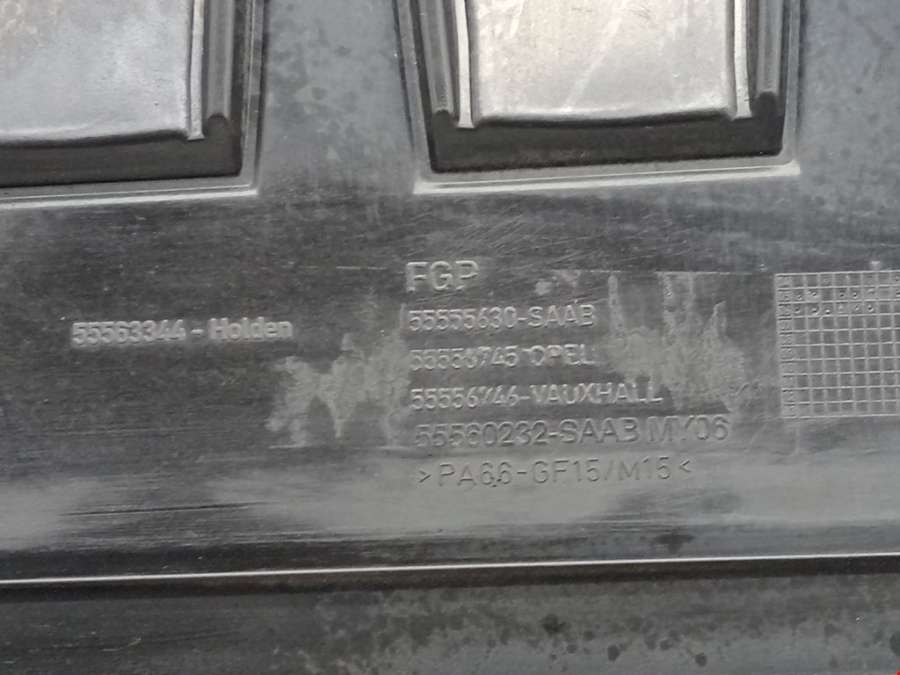 FGP
55563344 - Holden
55555630-SAAB
55556745-OPEL
55556746-VAUXHALL
55560232-SAAB MY06
>PA66-GF15/M15<